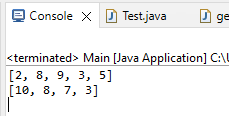 Console Test.java ge
<terminated> Main [Java Application] C:\
[2, 8, 9, 3, 5]
[10, 8, 7, 3]